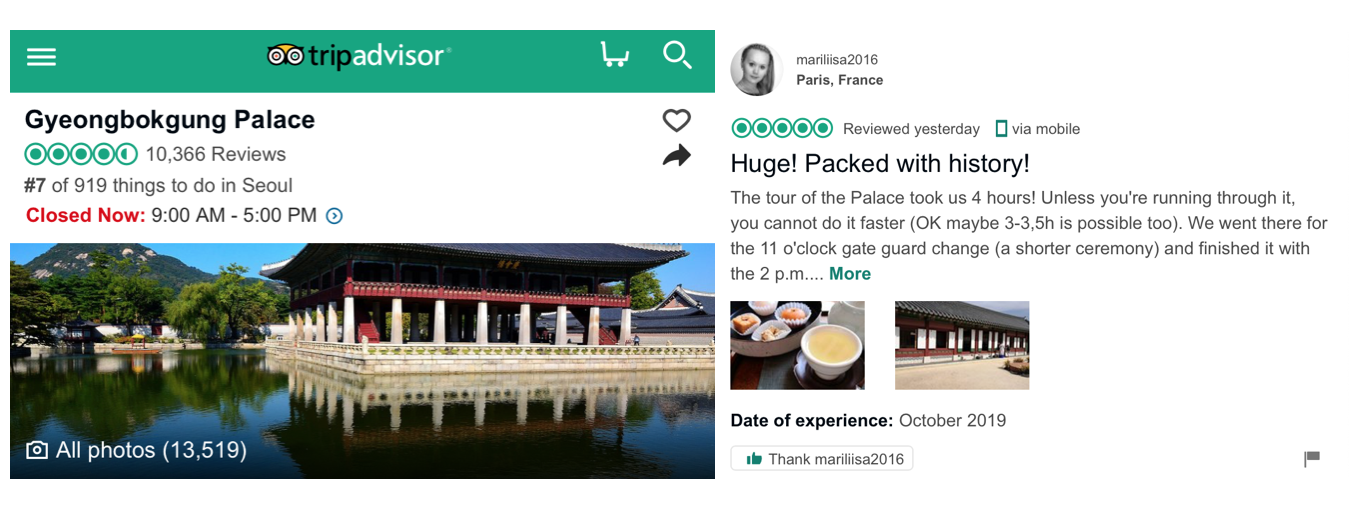 tripadvisor
Gyeongbokgung Palace
10,366 Reviews
#7 of 919 things to do in Seoul
Closed Now: 9:00 AM - 5:00 PM
All photos (13,519)
mariliisa2016
Paris, France
Reviewed yesterday via mobile
Huge! Packed with history!
The tour of the Palace took us 4 hours! Unless you're running through it,
you cannot do it faster (OK maybe 3-3,5h is possible too). We went there for
the 11 o'clock gate guard change (a shorter ceremony) and finished it with
the 2 p.m.... More
Date of experience: October 2019
Thank mariliisa2016